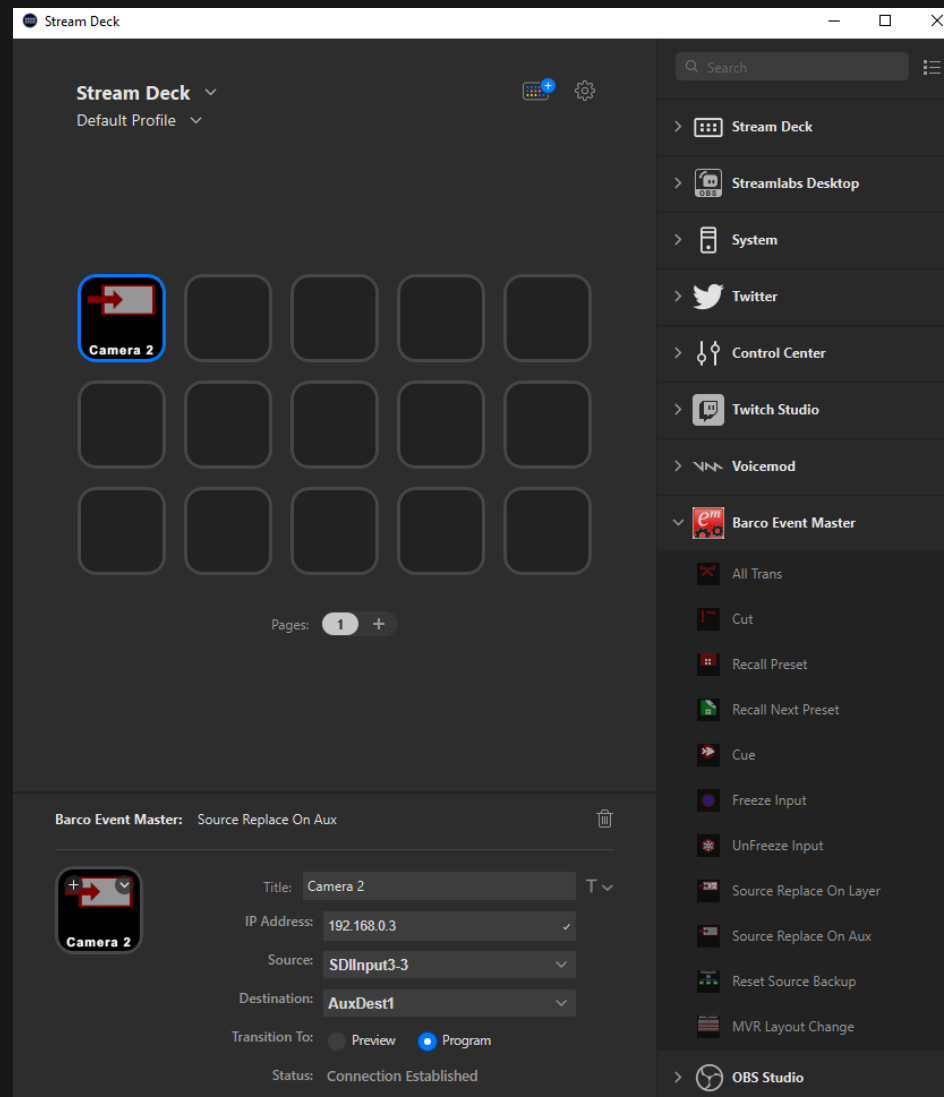 Stream Deck
Stream Deck
Default Profile
Camera 2
Pages: 1 +
Barco Event Master: Source Replace On Aux
Camera 2
Title: Camera 2
T
IP Address: 192.168.0.3
Source: SDIInput3-3
Destination: AuxDest1
Transition To: Preview Program
Status: Connection Established
Search
Stream Deck
OBS
Streamlabs Desktop
System
Twitter
Control Center
Twitch Studio
Voicemod
em
Barco Event Master
All Trans
Cut
Recall Preset
Recall Next Preset
Cue
Freeze Input
UnFreeze Input
Source Replace On Layer
Source Replace On Aux
Reset Source Backup
MVR Layout Change
OBS Studio